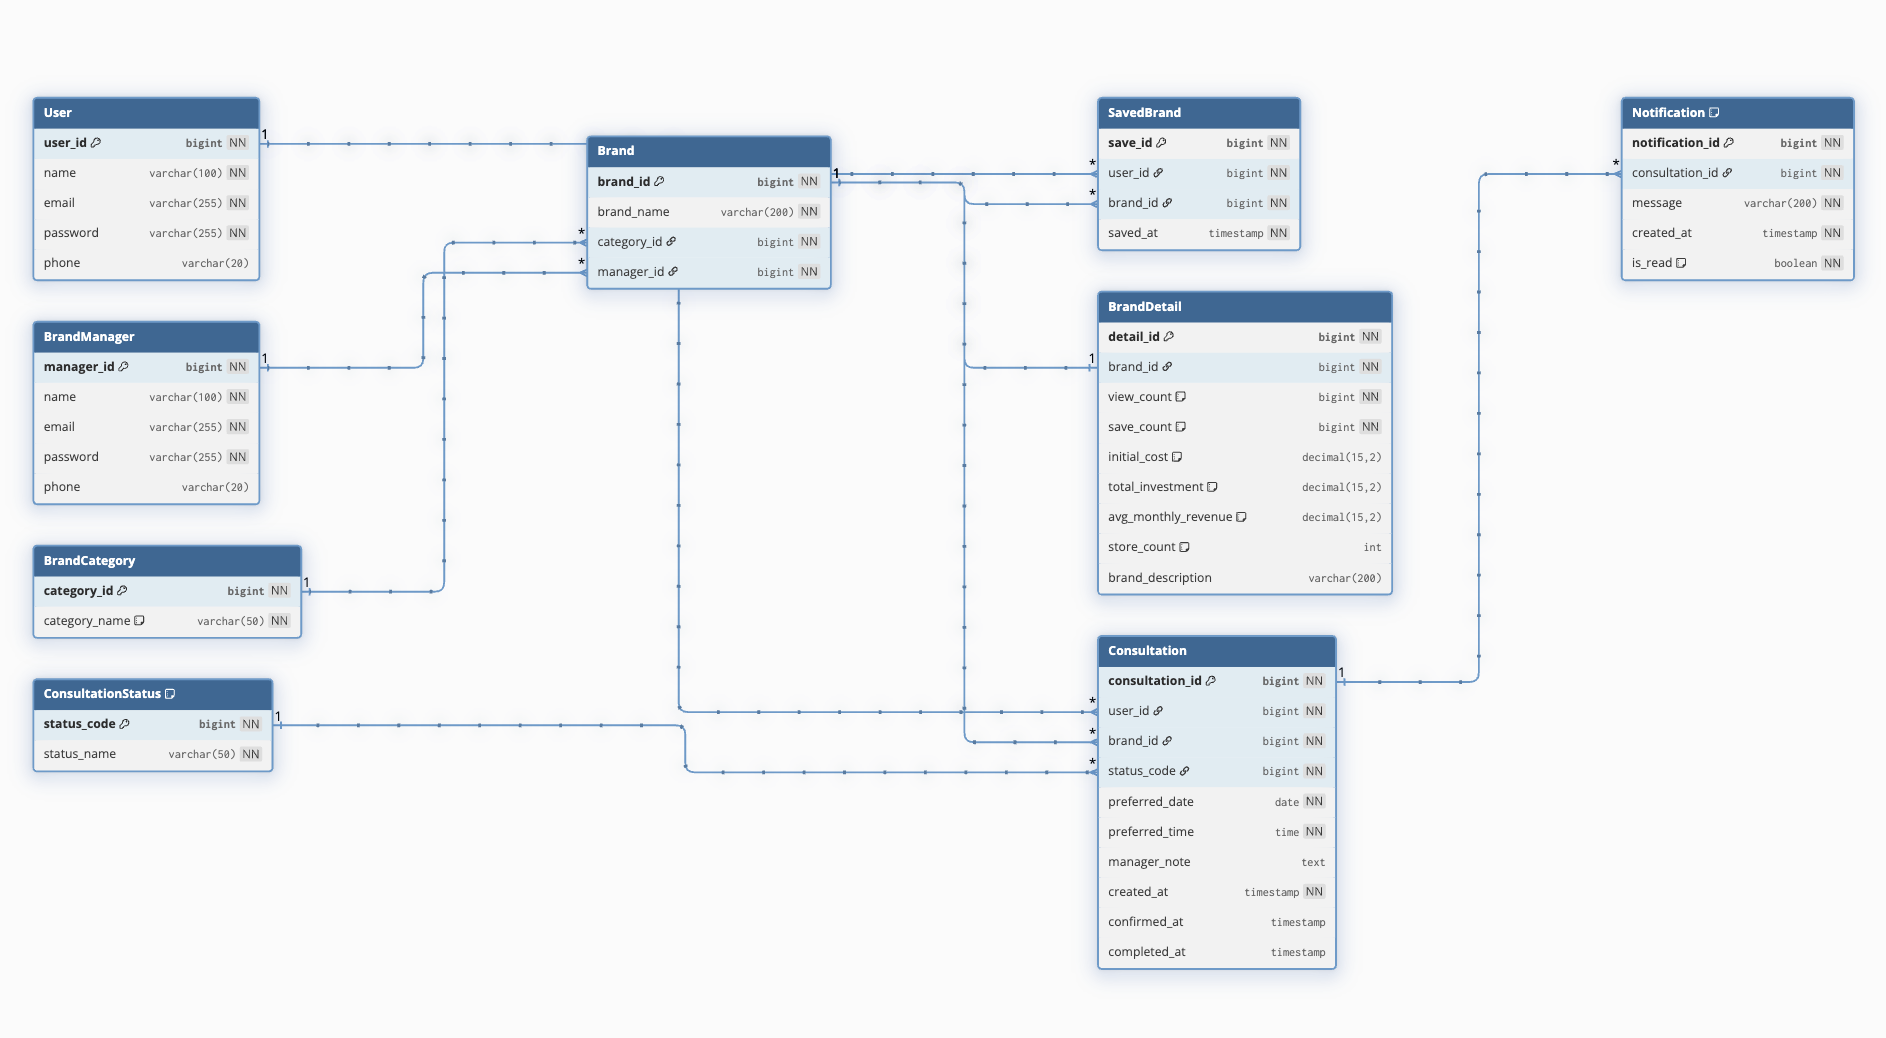 User
user_id bigint NN
name varchar(100) NN
email varchar(255) NN
password varchar(255) NN
phone varchar(20)
1
BrandManager
manager_id bigint NN
name varchar(100) NN
email varchar(255) NN
password varchar(255) NN
phone varchar(20)
1
BrandCategory
category_id bigint NN
category_name varchar(50) NN
1
ConsultationStatus
status_code bigint NN
status_name varchar(50) NN
1
Brand
brand_id bigint NN
brand_name varchar(200) NN
* category_id bigint NN
* manager_id bigint NN
1
SavedBrand
save_id bigint NN
* user_id bigint NN
* brand_id bigint NN
saved_at timestamp NN
BrandDetail
detail_id bigint NN
1 brand_id bigint NN
view_count bigint NN
save_count bigint NN
initial_cost decimal(15,2)
total_investment decimal(15,2)
avg_monthly_revenue decimal(15,2)
store_count int
brand_description varchar(200)
Consultation
consultation_id bigint NN 1
* user_id bigint NN
* brand_id bigint NN
* status_code bigint NN
preferred_date date NN
preferred_time time NN
manager_note text
created_at timestamp NN
confirmed_at timestamp
completed_at timestamp
Notification
notification_id bigint NN
* consultation_id bigint NN
message varchar(200) NN
created_at timestamp NN
is_read boolean NN